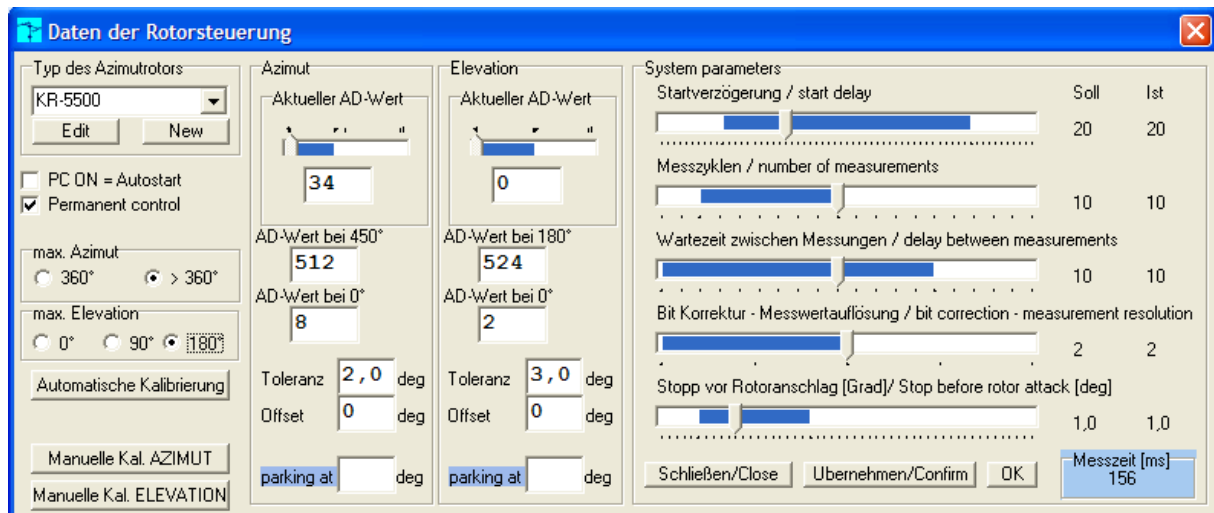 Daten der Rotorsteuerung
Typ des Azimutrotors
KR-5500
Edit New
PC ON = Autostart
Permanent control
max. Azimut
360° > 360°
max. Elevation
0° 90° 180°
Automatische Kalibrierung
Manuelle Kal. AZIMUT
Manuelle Kal. ELEVATION
Azimut
Aktueller AD-Wert
34
AD-Wert bei 450°
512
AD-Wert bei 0°
8
Toleranz 2,0 deg
Offset 0 deg
parking at deg
Elevation
Aktueller AD-Wert
0
AD-Wert bei 180°
524
AD-Wert bei 0°
2
Toleranz 3,0 deg
Offset 0 deg
parking at deg
System parameters
Startverzögerung / start delay Soll Ist
20 20
Messzyklen / number of measurements
10 10
Wartezeit zwischen Messungen / delay between measurements
10 10
Bit Korrektur - Messwertauflösung / bit correction - measurement resolution
2 2
Stopp vor Rotoranschlag [Grad]/ Stop before rotor attack [deg]
1,0 1,0
Schließen/Close Übernehmen/Confirm OK
Messzeit [ms]
156